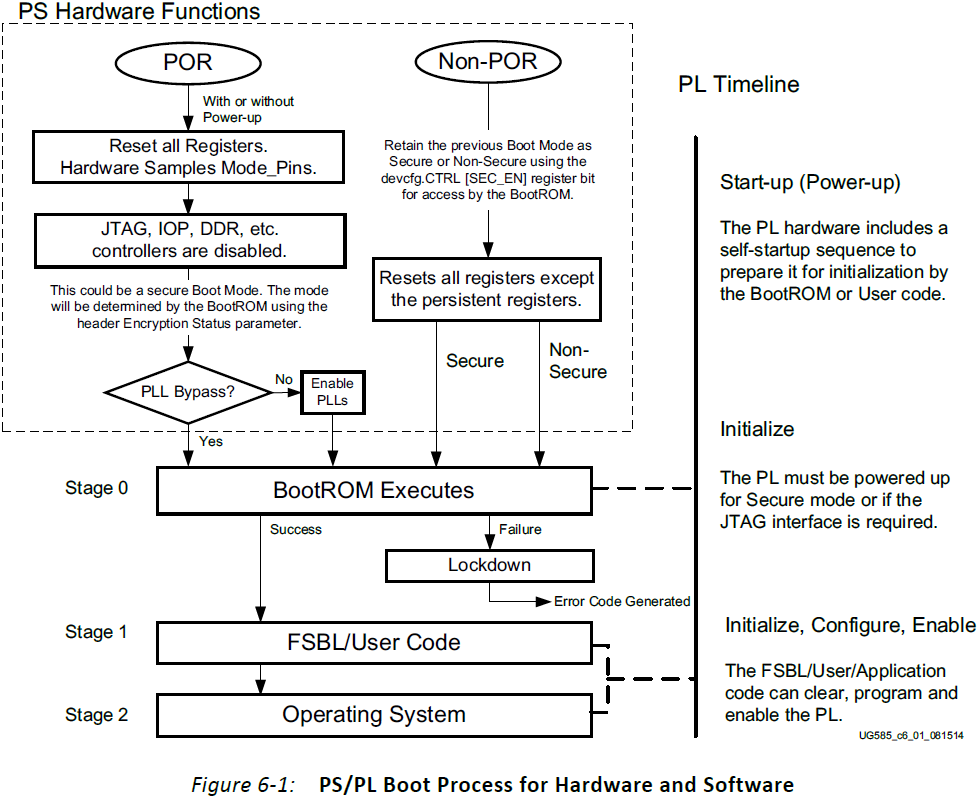 PS Hardware Functions
POR
With or without
Power-up
Reset all Registers.
Hardware Samples Mode_Pins.
JTAG, IOP, DDR, etc.
controllers are disabled.
This could be a secure Boot Mode. The mode
will be determined by the BootROM using the
header Encryption Status parameter.
PLL Bypass?
No
Enable
PLLs
Yes
Non-POR
Retain the previous Boot Mode as
Secure or Non-Secure using the
devcfg.CTRL [SEC_EN] register bit
for access by the BootROM.
Resets all registers except
the persistent registers.
Secure
Non-
Secure
Stage 0
BootROM Executes
Success
Failure
Lockdown
Error Code Generated
Stage 1
FSBL/User Code
Stage 2
Operating System
PL Timeline
Start-up (Power-up)
The PL hardware includes a
self-startup sequence to
prepare it for initialization by
the BootROM or User code.
Initialize
The PL must be powered up
for Secure mode or if the
JTAG interface is required.
Initialize, Configure, Enable
The FSBL/User/Application
code can clear, program and
enable the PL.
UG585_c6_01_081514
Figure 6-1: PS/PL Boot Process for Hardware and Software